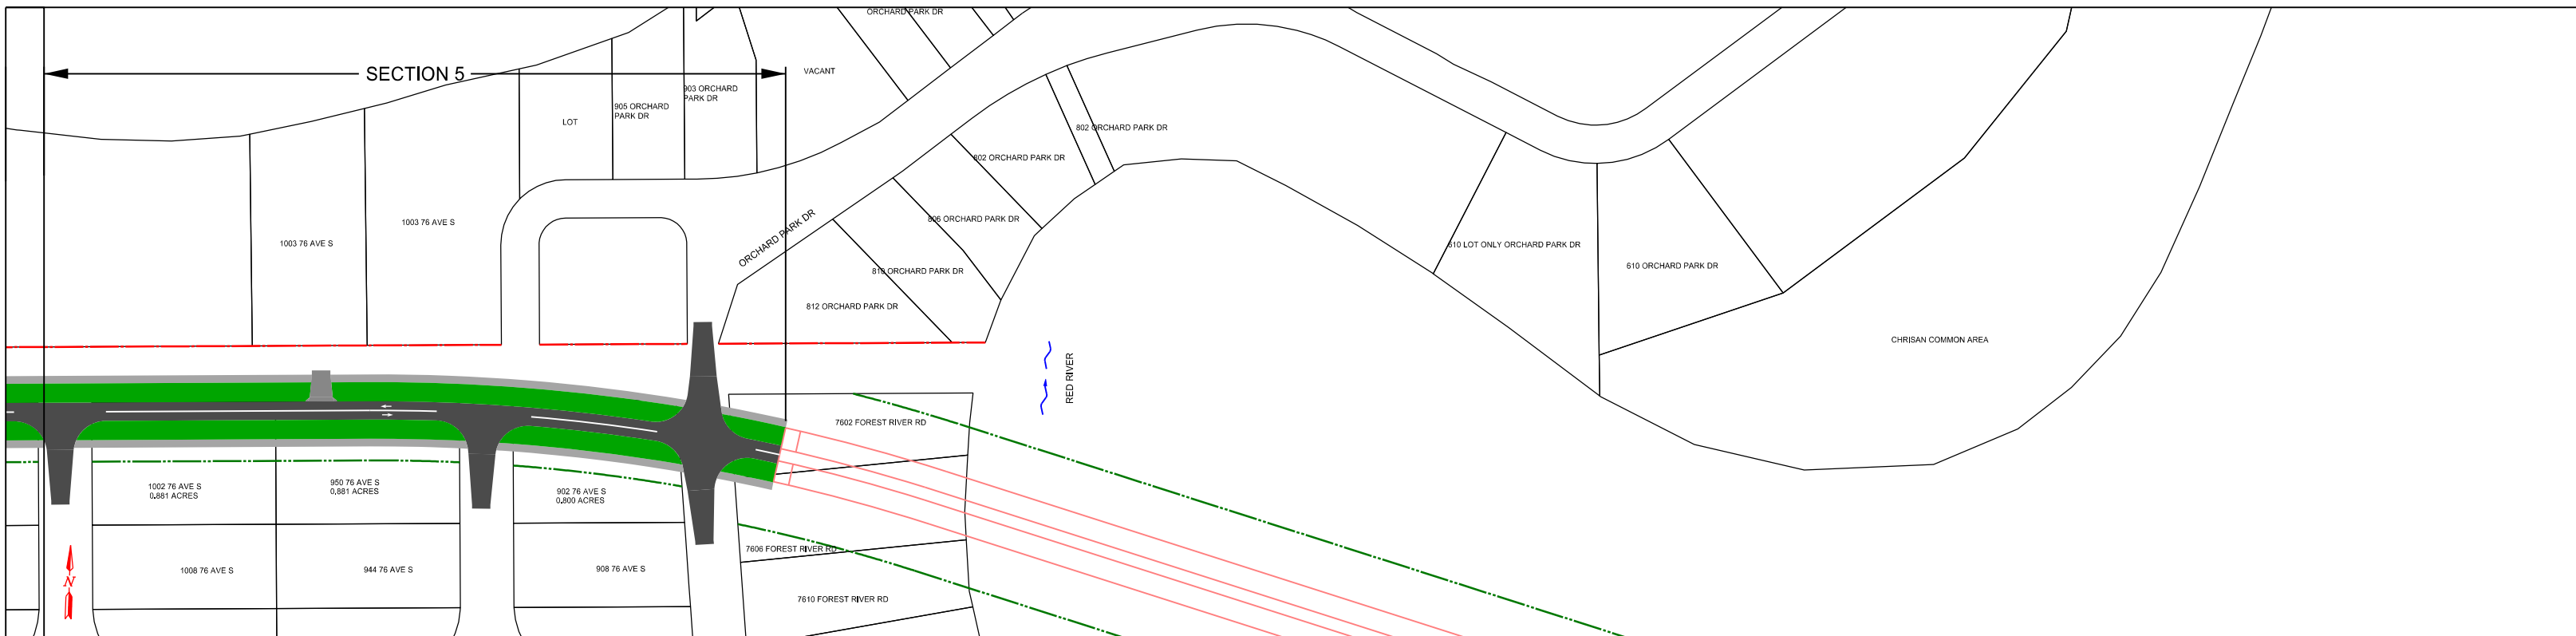 ORCHARD PARK DR
SECTION 5
VACANT
903 ORCHARD
PARK DR
905 ORCHARD
PARK DR
LOT
802 ORCHARD PARK DR
802 ORCHARD PARK DR
1003 76 AVE S
1003 76 AVE S
806 ORCHARD PARK DR
ORCHARD PARK DR
810 ORCHARD PARK DR
812 ORCHARD PARK DR
610 LOT ONLY ORCHARD PARK DR
610 ORCHARD PARK DR
CHRISAN COMMON AREA
RED RIVER
7602 FOREST RIVER RD
1002 76 AVE S
0.881 ACRES
950 76 AVE S
0.881 ACRES
902 76 AVE S
0.800 ACRES
7606 FOREST RIVER RD
N
1008 76 AVE S
944 76 AVE S
908 76 AVE S
7610 FOREST RIVER RD